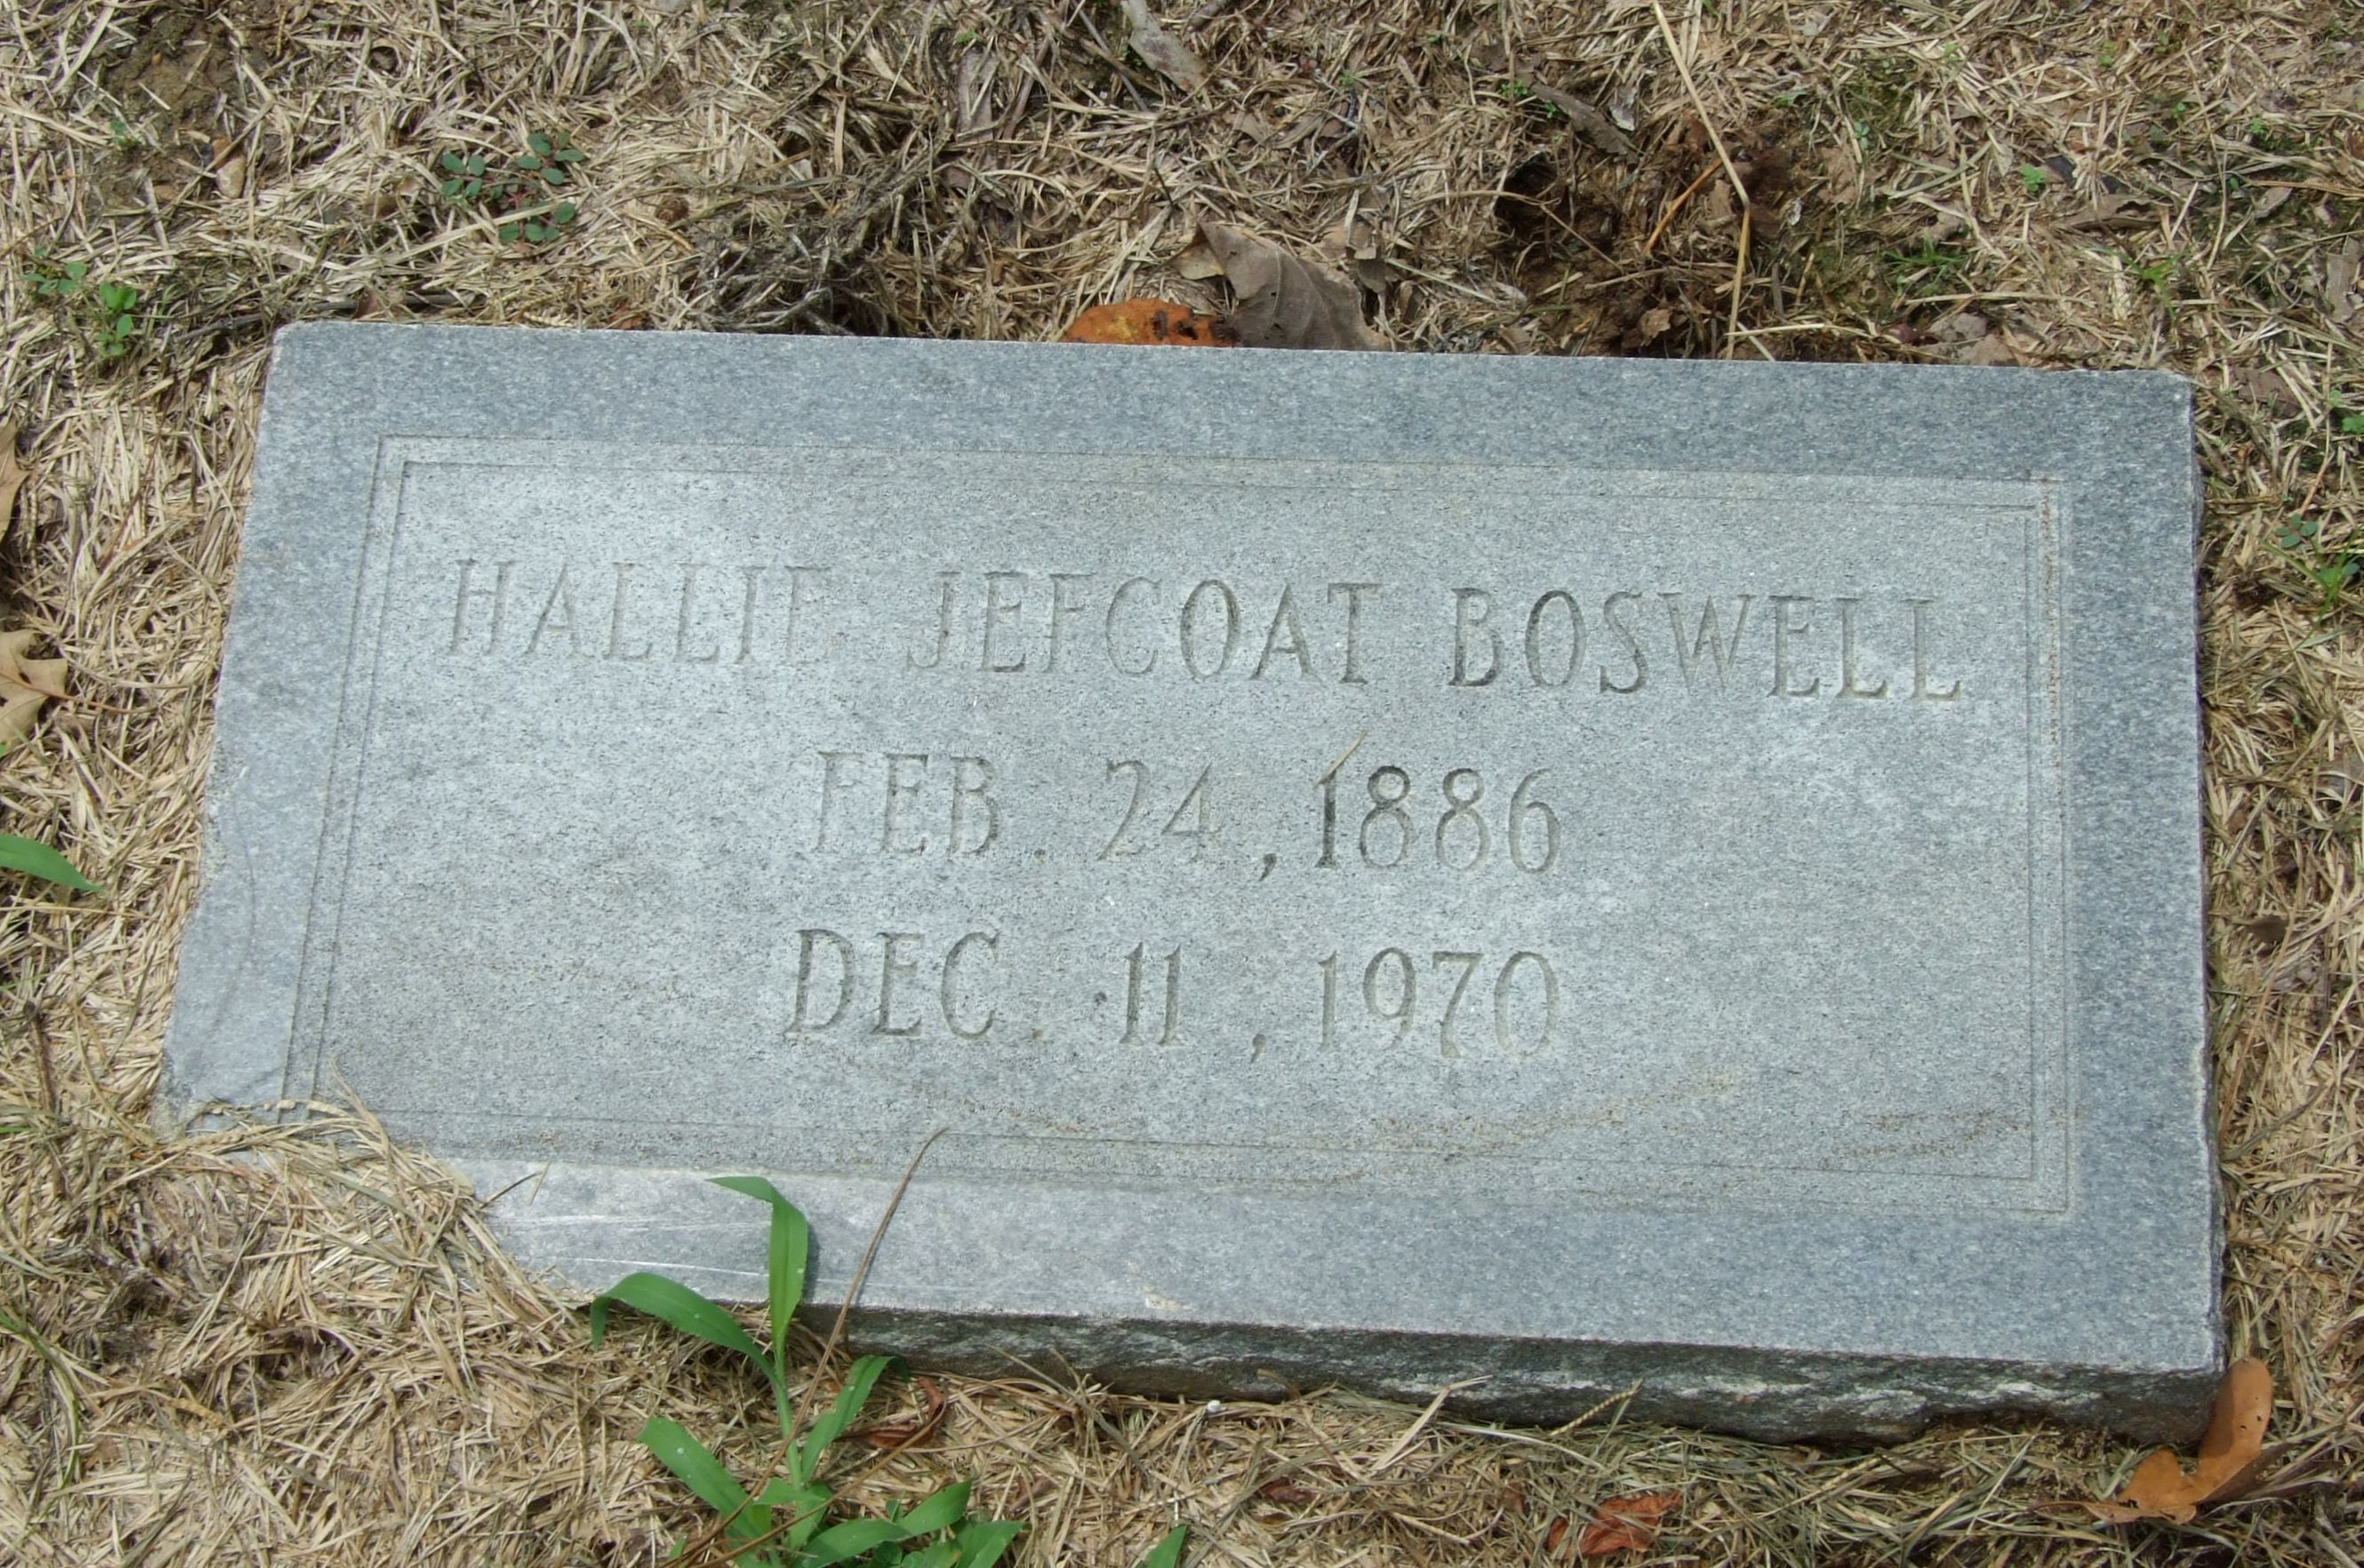 HALLIE JEFCOAT BOSWELL
FEB. 24, 1886
DEC. 11, 1970